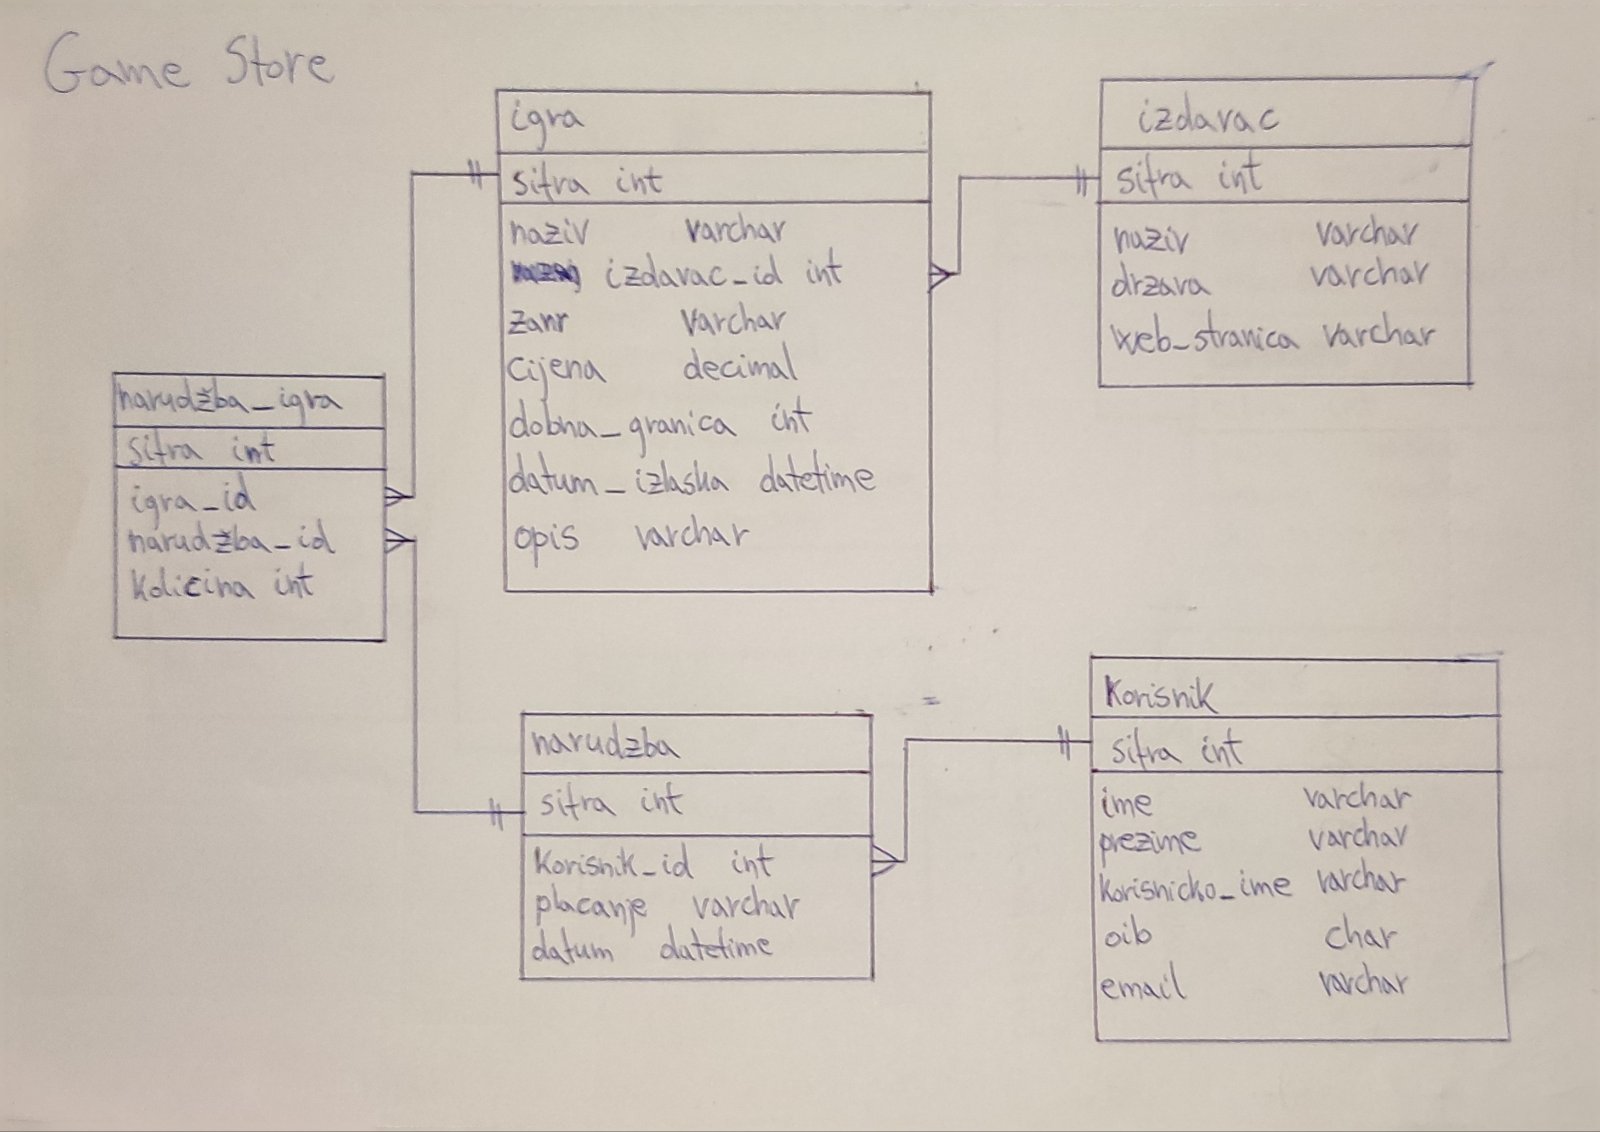 Game Store
igra
sifra int
naziv varchar
izdavac_id int
zanr varchar
cijena decimal
dobna_granica int
datum_izlaska datetime
opis varchar
izdavac
sifra int
naziv varchar
drzava varchar
web_stranica varchar
narudžba_igra
sifra int
igra_id
narudžba_id
kolicina int
narudzba
sifra int
korisnik_id int
placanje varchar
datum datetime
korisnik
sifra int
ime varchar
prezime varchar
korisnicko_ime varchar
oib char
email varchar